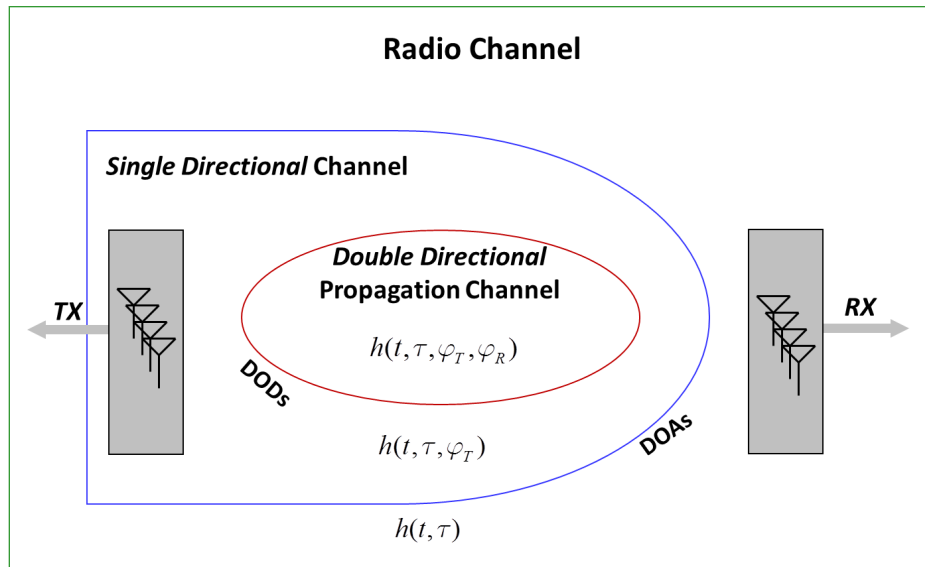 Radio Channel
Single Directional Channel
Double Directional
Propagation Channel
TX
RX
h(t,τ,φ_T,φ_R)
DODs
DOAs
h(t,τ,φ_T)
h(t,τ)